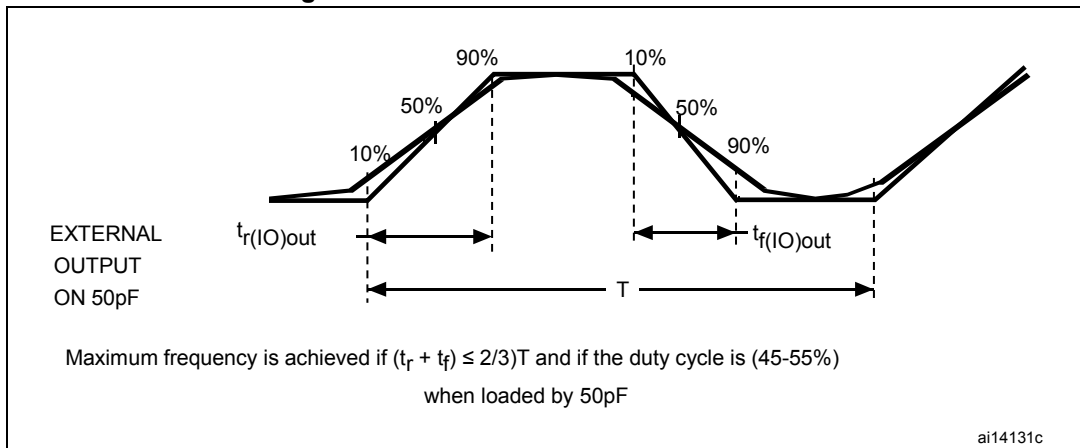 90%
10%
50%
50%
10%
90%
EXTERNAL
OUTPUT
ON 50pF
tr(IO)out
tf(IO)out
T
Maximum frequency is achieved if (tr + tf) ≤ 2/3)T and if the duty cycle is (45-55%)
when loaded by 50pF
ai14131c